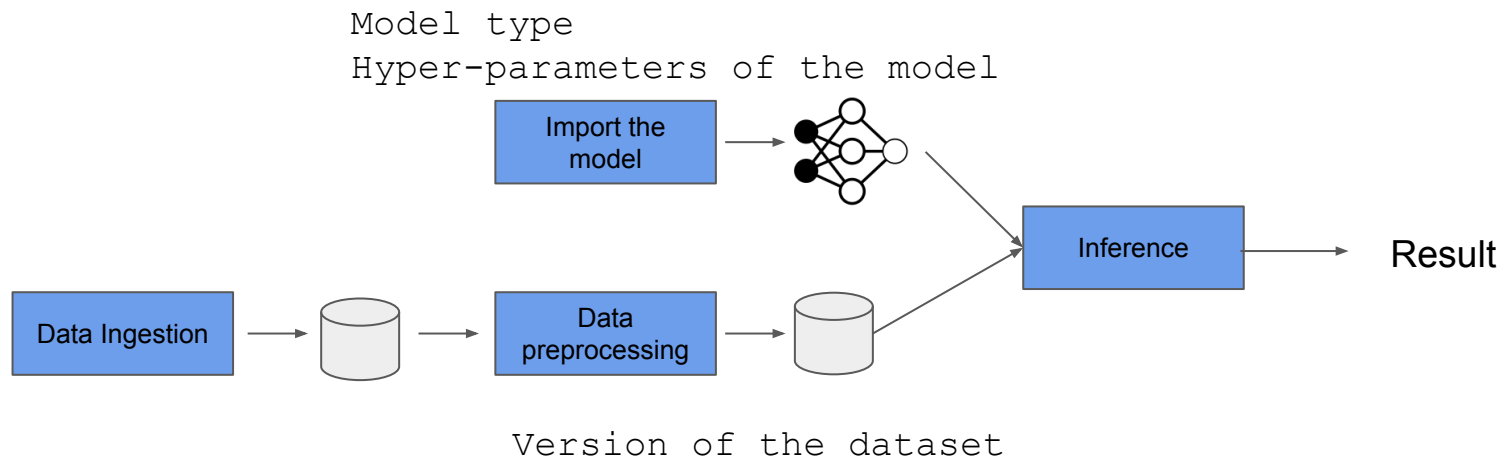 Model type
Hyper-parameters of the model
Import the
model
Inference
Result
Data Ingestion
Data
preprocessing
Version of the dataset